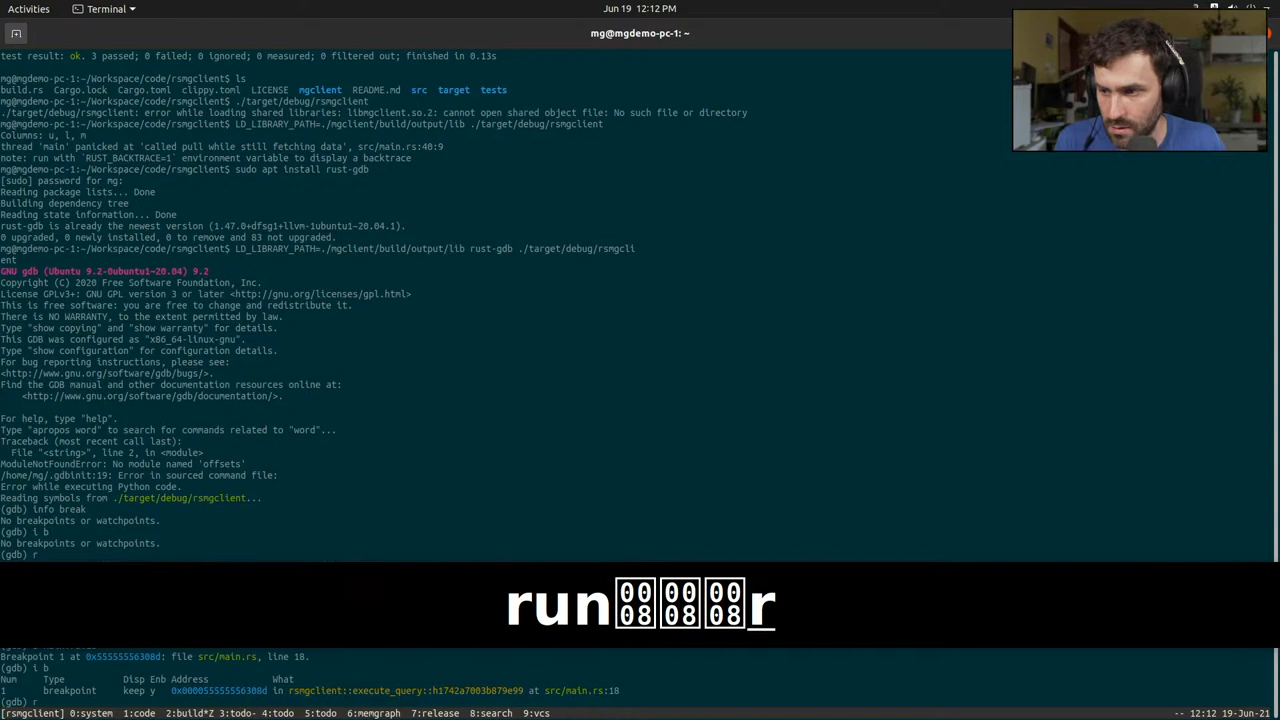 Activities
Terminal
Jun 19 12:12 PM
mg@mgdemo-pc-1: ~
test result: ok. 3 passed; 0 failed; 0 ignored; 0 measured; 0 filtered out; finished in 0.13s
mg@mgdemo-pc-1:~/Workspace/code/rsmgclient$ ls
build.rs Cargo.lock Cargo.toml clippy.toml LICENSE mgclient README.md src target tests
mg@mgdemo-pc-1:~/Workspace/code/rsmgclient$ ./target/debug/rsmgclient
./target/debug/rsmgclient: error while loading shared libraries: libmgclient.so.2: cannot open shared object file: No such file or directory
mg@mgdemo-pc-1:~/Workspace/code/rsmgclient$ LD_LIBRARY_PATH=./mgclient/build/output/lib ./target/debug/rsmgclient
Columns: u, l, m
thread 'main' panicked at 'called pull while still fetching data', src/main.rs:40:9
note: run with `RUST_BACKTRACE=1` environment variable to display a backtrace
mg@mgdemo-pc-1:~/Workspace/code/rsmgclient$ sudo apt install rust-gdb
[sudo] password for mg:
Reading package lists... Done
Building dependency tree
Reading state information... Done
rust-gdb is already the newest version (1.47.0+dfsg1+llvm-1ubuntu1~20.04.1).
0 upgraded, 0 newly installed, 0 to remove and 83 not upgraded.
mg@mgdemo-pc-1:~/Workspace/code/rsmgclient$ LD_LIBRARY_PATH=./mgclient/build/output/lib rust-gdb ./target/debug/rsmgcli
ent
GNU gdb (Ubuntu 9.2-0ubuntu1~20.04) 9.2
Copyright (C) 2020 Free Software Foundation, Inc.
License GPLv3+: GNU GPL version 3 or later <http://gnu.org/licenses/gpl.html>
This is free software: you are free to change and redistribute it.
There is NO WARRANTY, to the extent permitted by law.
Type "show copying" and "show warranty" for details.
This GDB was configured as "x86_64-linux-gnu".
Type "show configuration" for configuration details.
For bug reporting instructions, please see:
<http://www.gnu.org/software/gdb/bugs/>.
Find the GDB manual and other documentation resources online at:
<http://www.gnu.org/software/gdb/documentation/>.
For help, type "help".
Type "apropos word" to search for commands related to "word"...
Traceback (most recent call last):
File "<string>", line 2, in <module>
ModuleNotFoundError: No module named 'offsets'
/home/mg/.gdbinit:19: Error in sourced command file:
Error while executing Python code.
Reading symbols from ./target/debug/rsmgclient...
(gdb) info break
No breakpoints or watchpoints.
(gdb) i b
No breakpoints or watchpoints.
(gdb) r
run0008 0008 0008r
Breakpoint 1 at 0x55555556308d: file src/main.rs, line 18.
(gdb) i b
Num Type Disp Enb Address What
1 breakpoint keep y 0x000055555556308d in rsmgclient::execute_query::h1742a7003b879e99 at src/main.rs:18
(gdb) r
[rsmgclient] 0:system 1:code 2:build*Z 3:todo- 4:todo 5:todo 6:memgraph 7:release 8:search 9:vcs -- 12:12 19-Jun-21